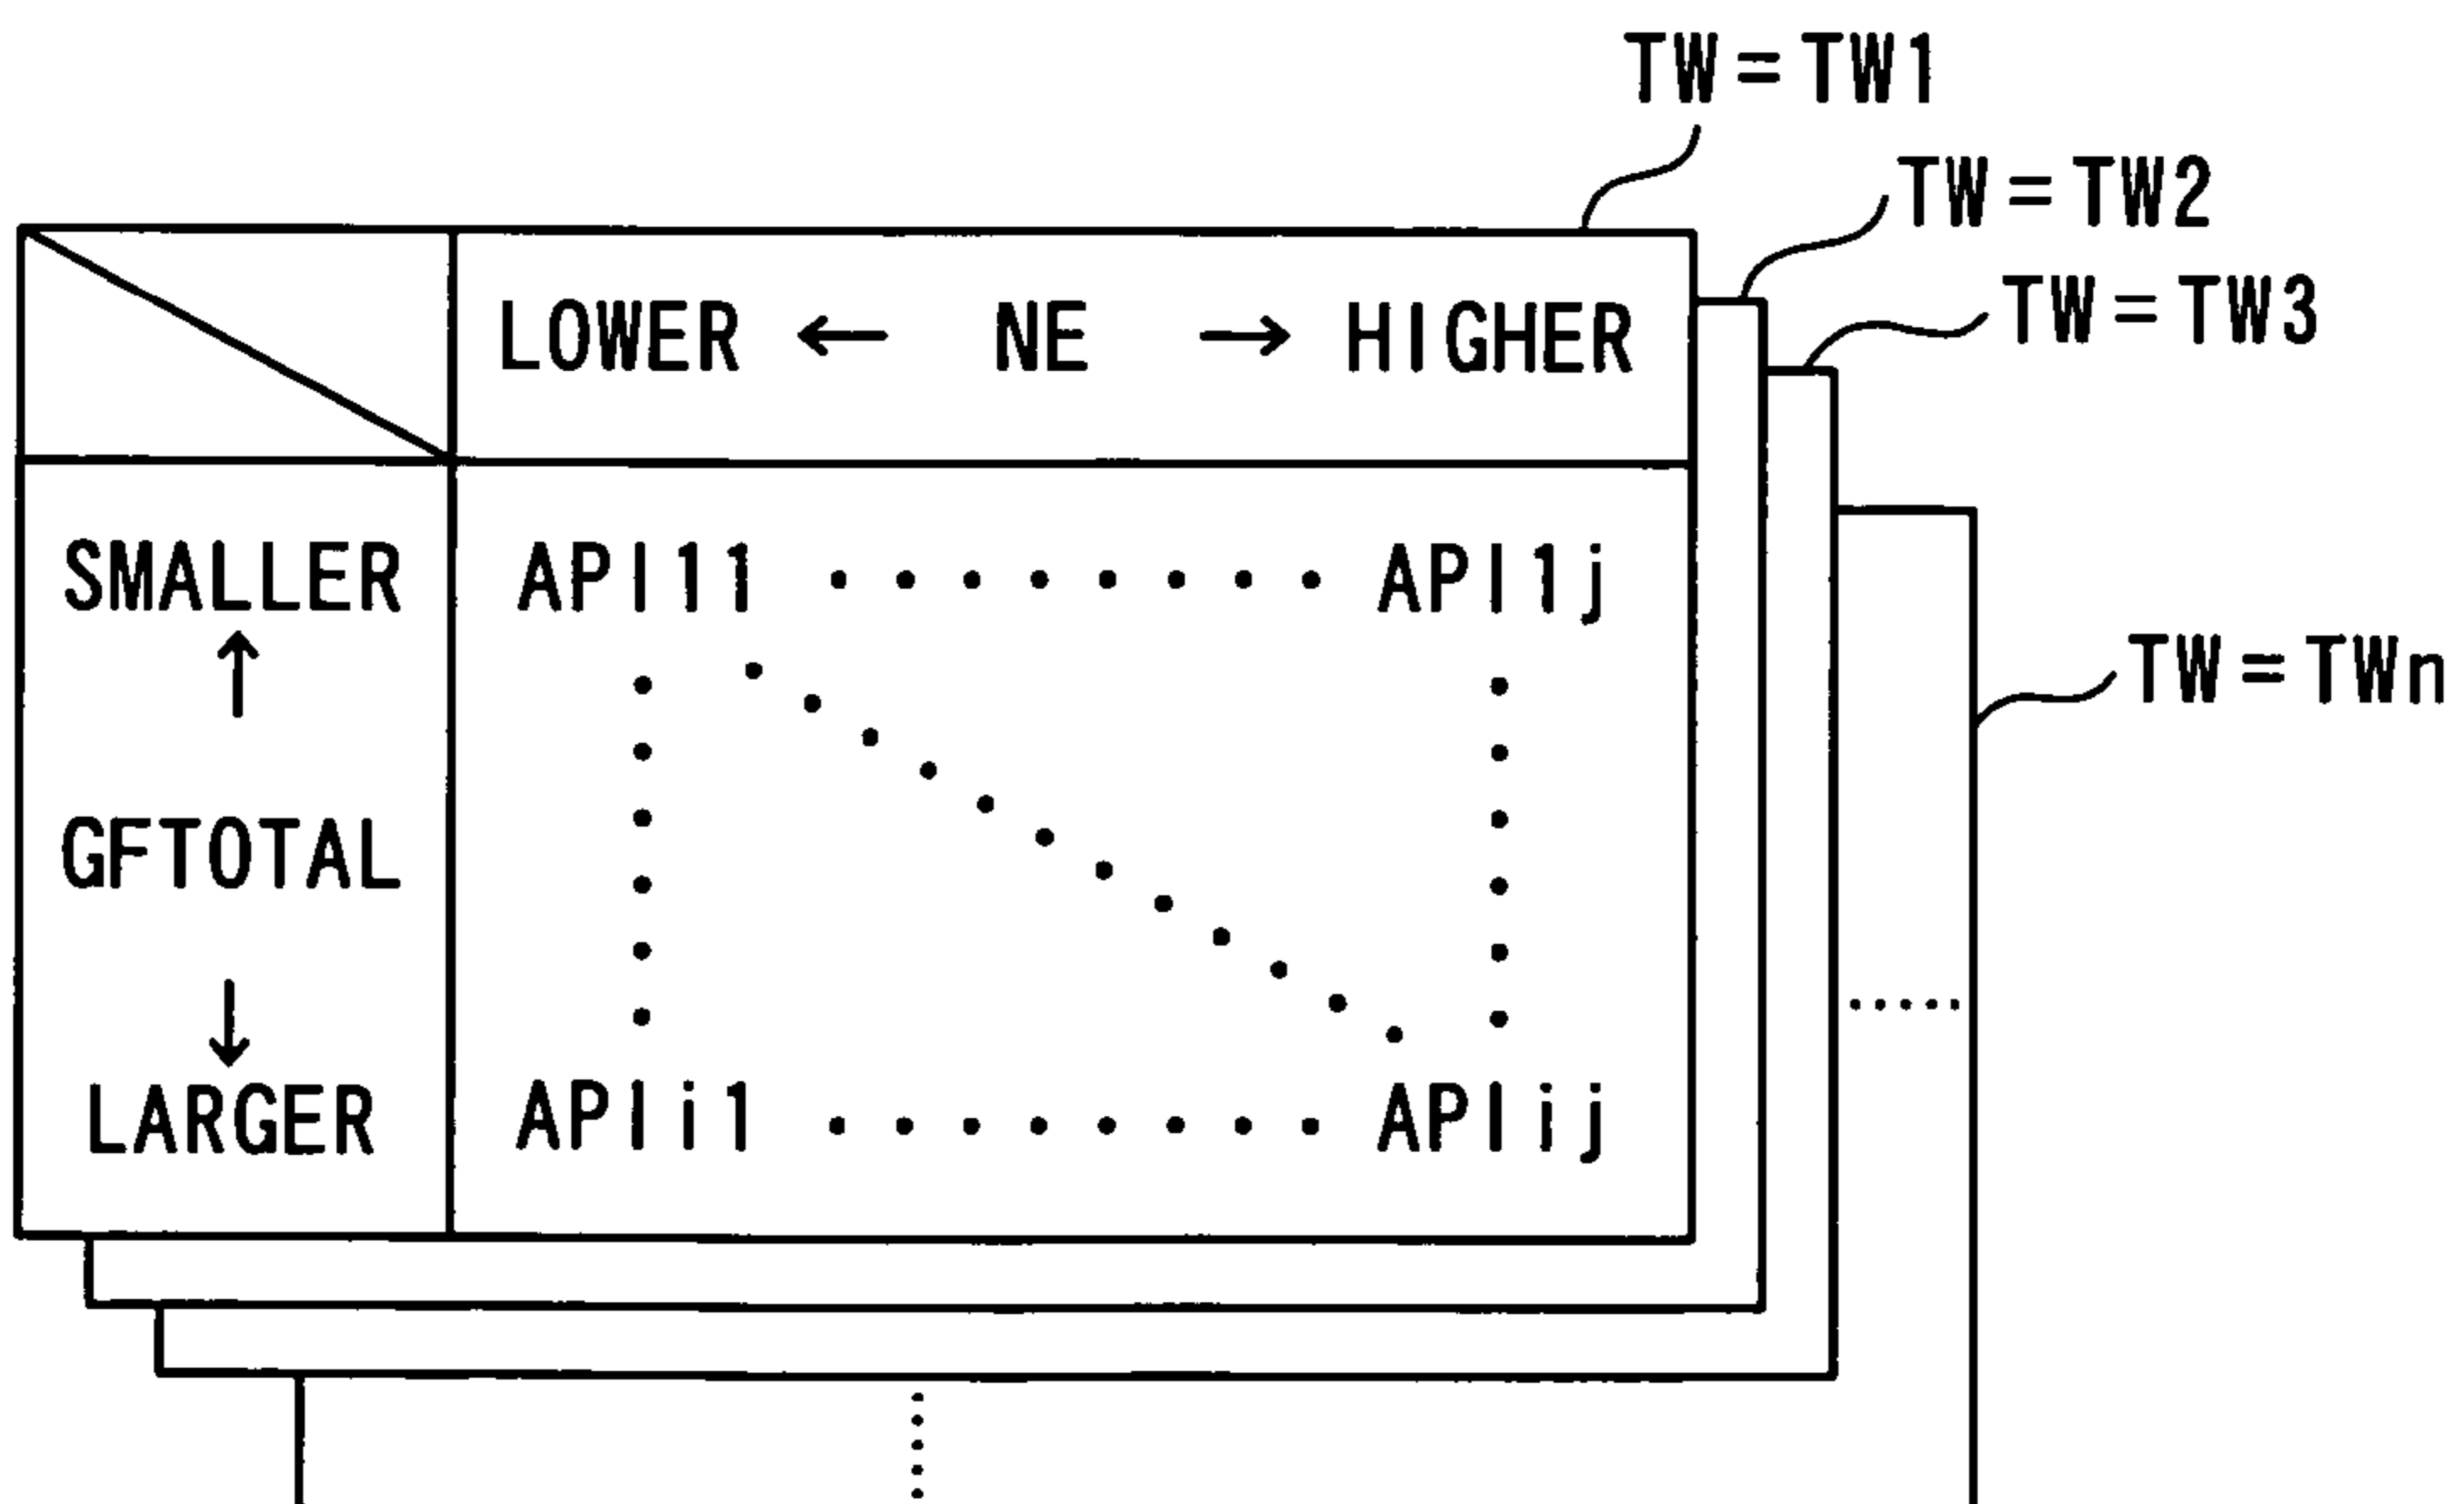 TW=TW1
TW=TW2
TW=TW3
LOWER ← NE → HIGHER
SMALLER
↑
GFTOTAL
↓
LARGER
API11 ........ API1j
APIi1 ........ APIij
TW=TWn